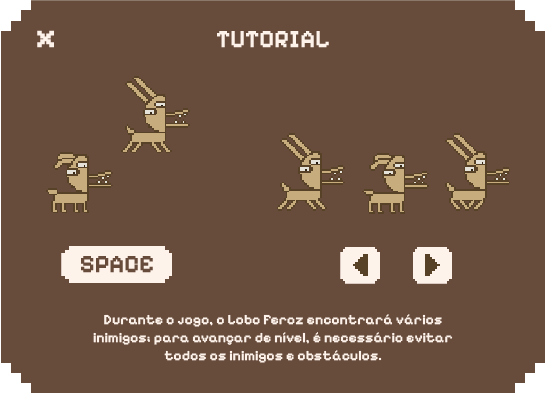 X
TUTORIAL
SPACE
Durante o jogo, o Lobo Feroz encontrará vários
inimigos; para avançar de nível, é necessário evitar
todos os inimigos e obstáculos.